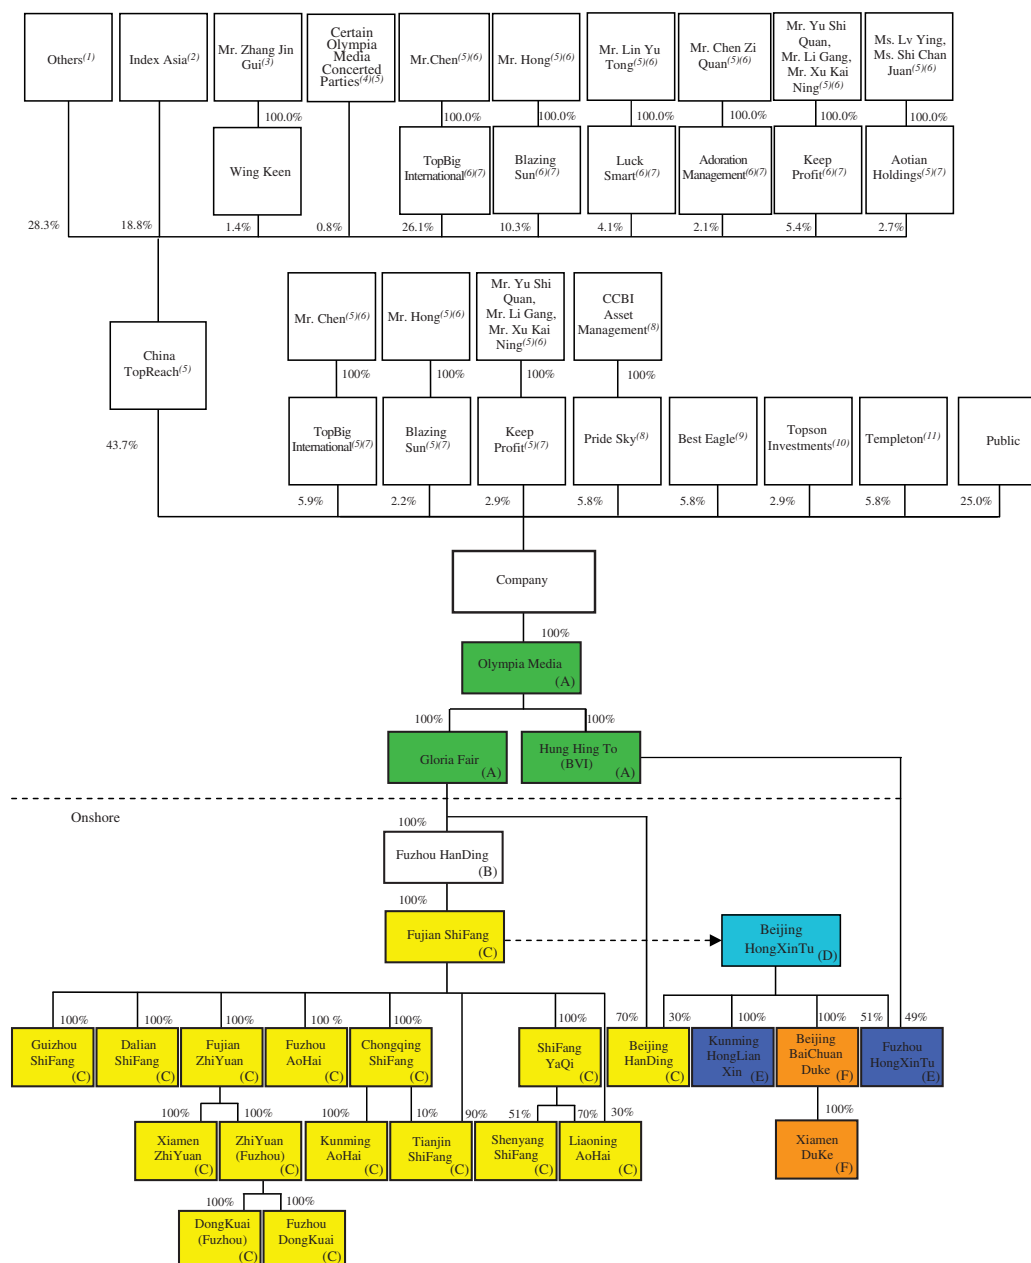 Others(1)
Index Asia(2)
Mr. Zhang Jin
Gui(3)
Certain
Olympia
Media
Concerted
Parties(4)(5)
Mr.Chen(5)(6)
Mr. Hong(5)(6)
Mr. Lin Yu
Tong(5)(6)
Mr. Chen Zi
Quan(5)(6)
Mr. Yu Shi
Quan,
Mr. Li Gang,
Mr. Xu Kai
Ning(5)(6)
Ms. Lv Ying,
Ms. Shi Chan
Juan(5)(6)
100.0%
100.0%
100.0%
100.0%
100.0%
100.0%
100.0%
Wing Keen
TopBig
International(6)(7)
Blazing
Sun(6)(7)
Luck
Smart(6)(7)
Adoration
Management(6)(7)
Keep
Profit(6)(7)
Aotian
Holdings(5)(7)
28.3%
18.8%
1.4%
0.8%
26.1%
10.3%
4.1%
2.1%
5.4%
2.7%
China
TopReach(5)
Mr. Chen(5)(6)
Mr. Hong(5)(6)
Mr. Yu Shi
Quan,
Mr. Li Gang,
Mr. Xu Kai
Ning(5)(6)
CCBI
Asset
Management(8)
100%
100%
100%
100%
43.7%
TopBig
International(5)(7)
Blazing
Sun(5)(7)
Keep
Profit(5)(7)
Pride Sky(8)
Best Eagle(9)
Topson
Investments(10)
Templeton(11)
Public
5.9%
2.2%
2.9%
5.8%
5.8%
2.9%
5.8%
25.0%
Company
100%
Olympia Media
(A)
100%
100%
Gloria Fair
(A)
Hung Hing To
(BVI)
(A)
Onshore
100%
Fuzhou HanDing
(B)
100%
Fujian ShiFang
(C)
Beijing
HongXinTu
(D)
100%
100%
100%
100 %
100%
100%
70%
30%
100%
100%
51%
49%
Guizhou
ShiFang
(C)
Dalian
ShiFang
(C)
Fujian
ZhiYuan
(C)
Fuzhou
AoHai
(C)
Chongqing
ShiFang
(C)
ShiFang
YaQi
(C)
Beijing
HanDing
(C)
Kunming
HongLian
Xin
(E)
Beijing
BaiChuan
Duke
(F)
Fuzhou
HongXinTu
(E)
100%
100%
100%
10%
90%
51%
70%
30%
100%
Xiamen
ZhiYuan
(C)
ZhiYuan
(Fuzhou)
(C)
Kunming
AoHai
(C)
Tianjin
ShiFang
(C)
Shenyang
ShiFang
(C)
Liaoning
AoHai
(C)
Xiamen
DuKe
(F)
100%
100%
DongKuai
(Fuzhou)
(C)
Fuzhou
DongKuai
(C)